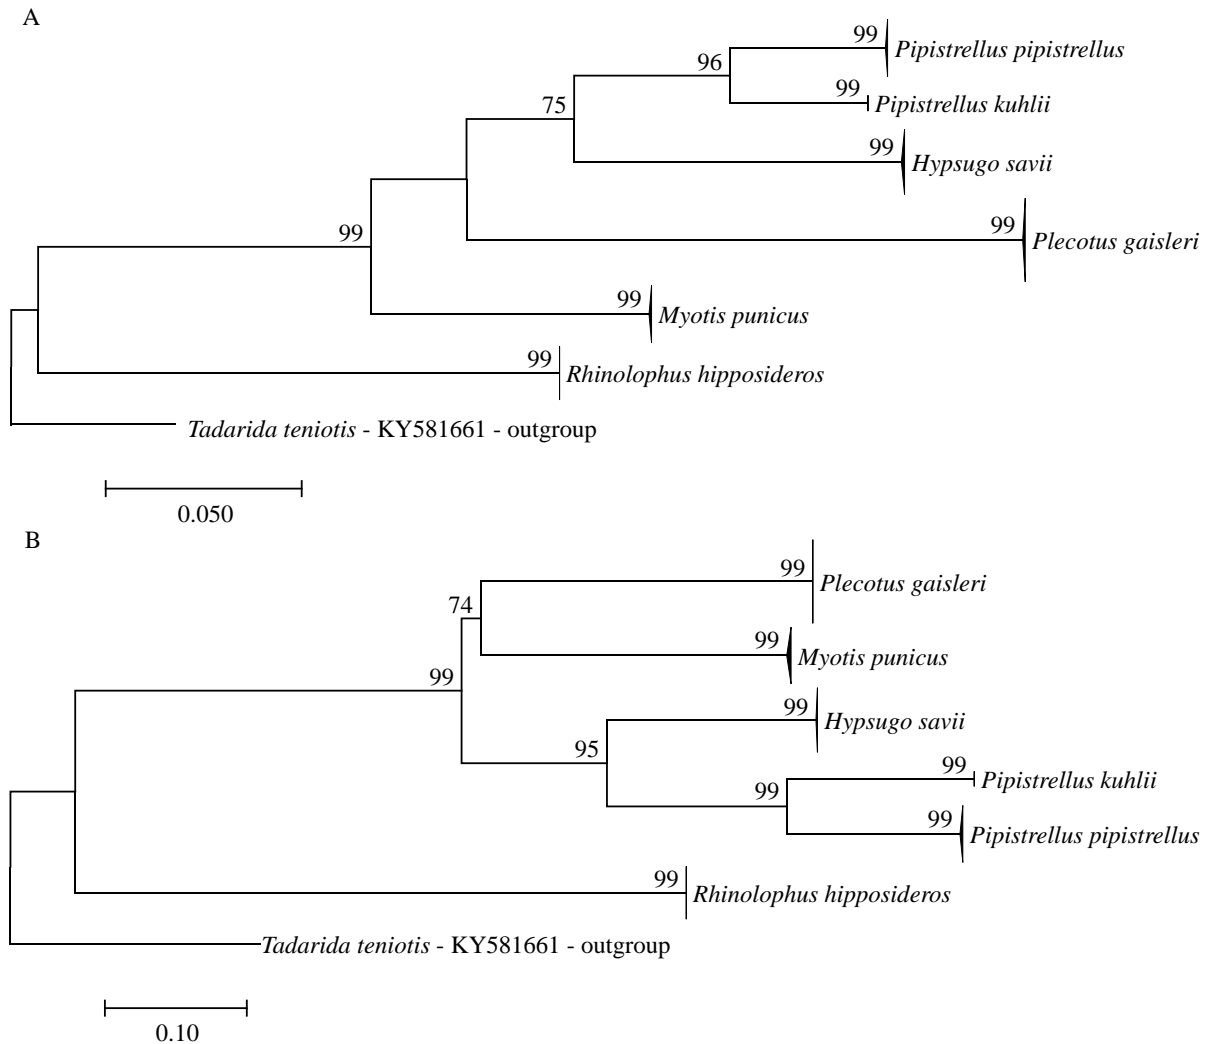 A
99
Pipistrellus pipistrellus
96
99
Pipistrellus kuhlii
75
99
Hypsugo savii
99
Plecotus gaisleri
99
99
Myotis punicus
99
Rhinolophus hipposideros
Tadarida teniotis - KY581661 - outgroup
0.050
B
99
Plecotus gaisleri
74
99
Myotis punicus
99
99
Hypsugo savii
95
99
Pipistrellus kuhlii
99
99
Pipistrellus pipistrellus
99
Rhinolophus hipposideros
Tadarida teniotis - KY581661 - outgroup
0.10